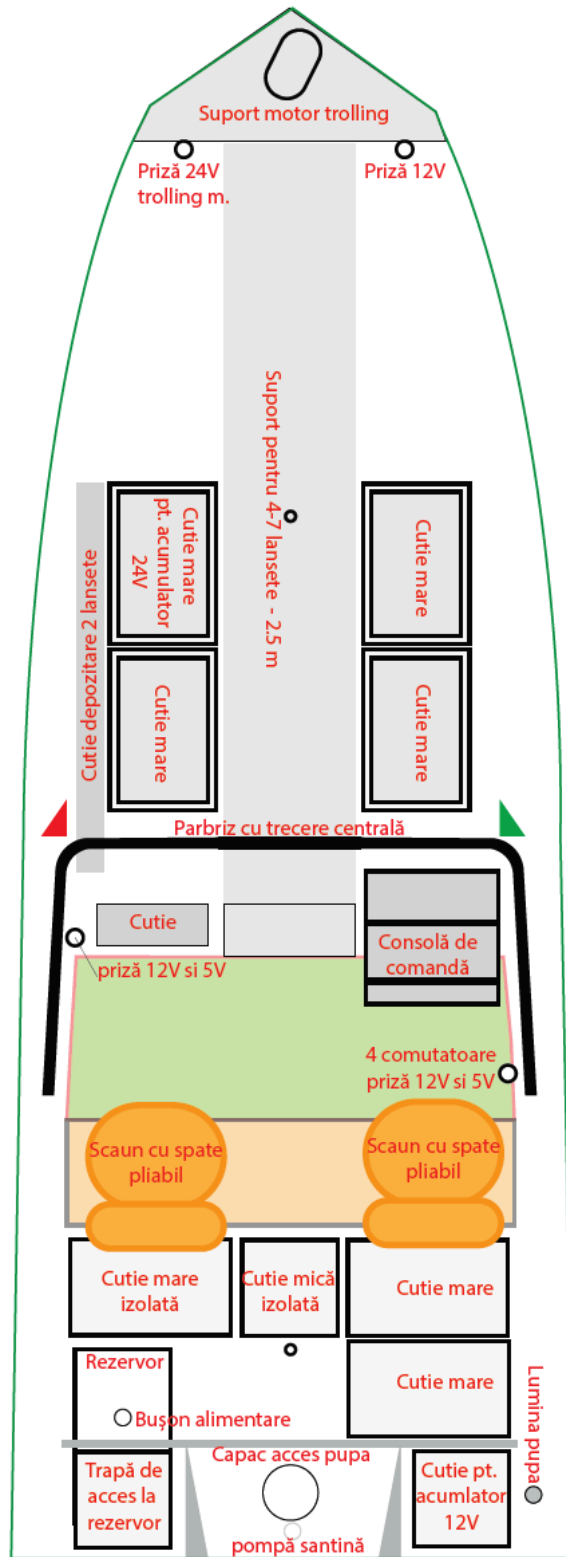 Suport motor trolling
Priză 24V
trolling m.
Priză 12V
Suport pentru 4-7 lansete - 2.5 m
Cutie depozitare 2 lansete
Cutie mare
pt. acumulator
24V
Cutie mare
Cutie mare
Cutie mare
Parbriz cu trecere centrală
Cutie
Consolă de
comandă
priză 12V si 5V
4 comutatoare
priză 12V si 5V
Scaun cu spate
pliabil
Scaun cu spate
pliabil
Cutie mare
izolată
Cutie mică
izolată
Cutie mare
Rezervor
Cutie mare
Bușon alimentare
Lumina pupa
Capac acces pupa
Trapă de
acces la
rezervor
Cutie pt.
acumlator
12V
pompă santină